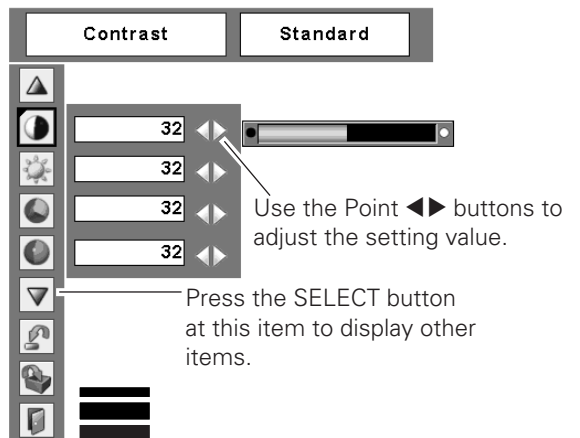 Contrast Standard
32
32
32
32
Use the Point ◀▶ buttons to
adjust the setting value.
Press the SELECT button
at this item to display other
items.